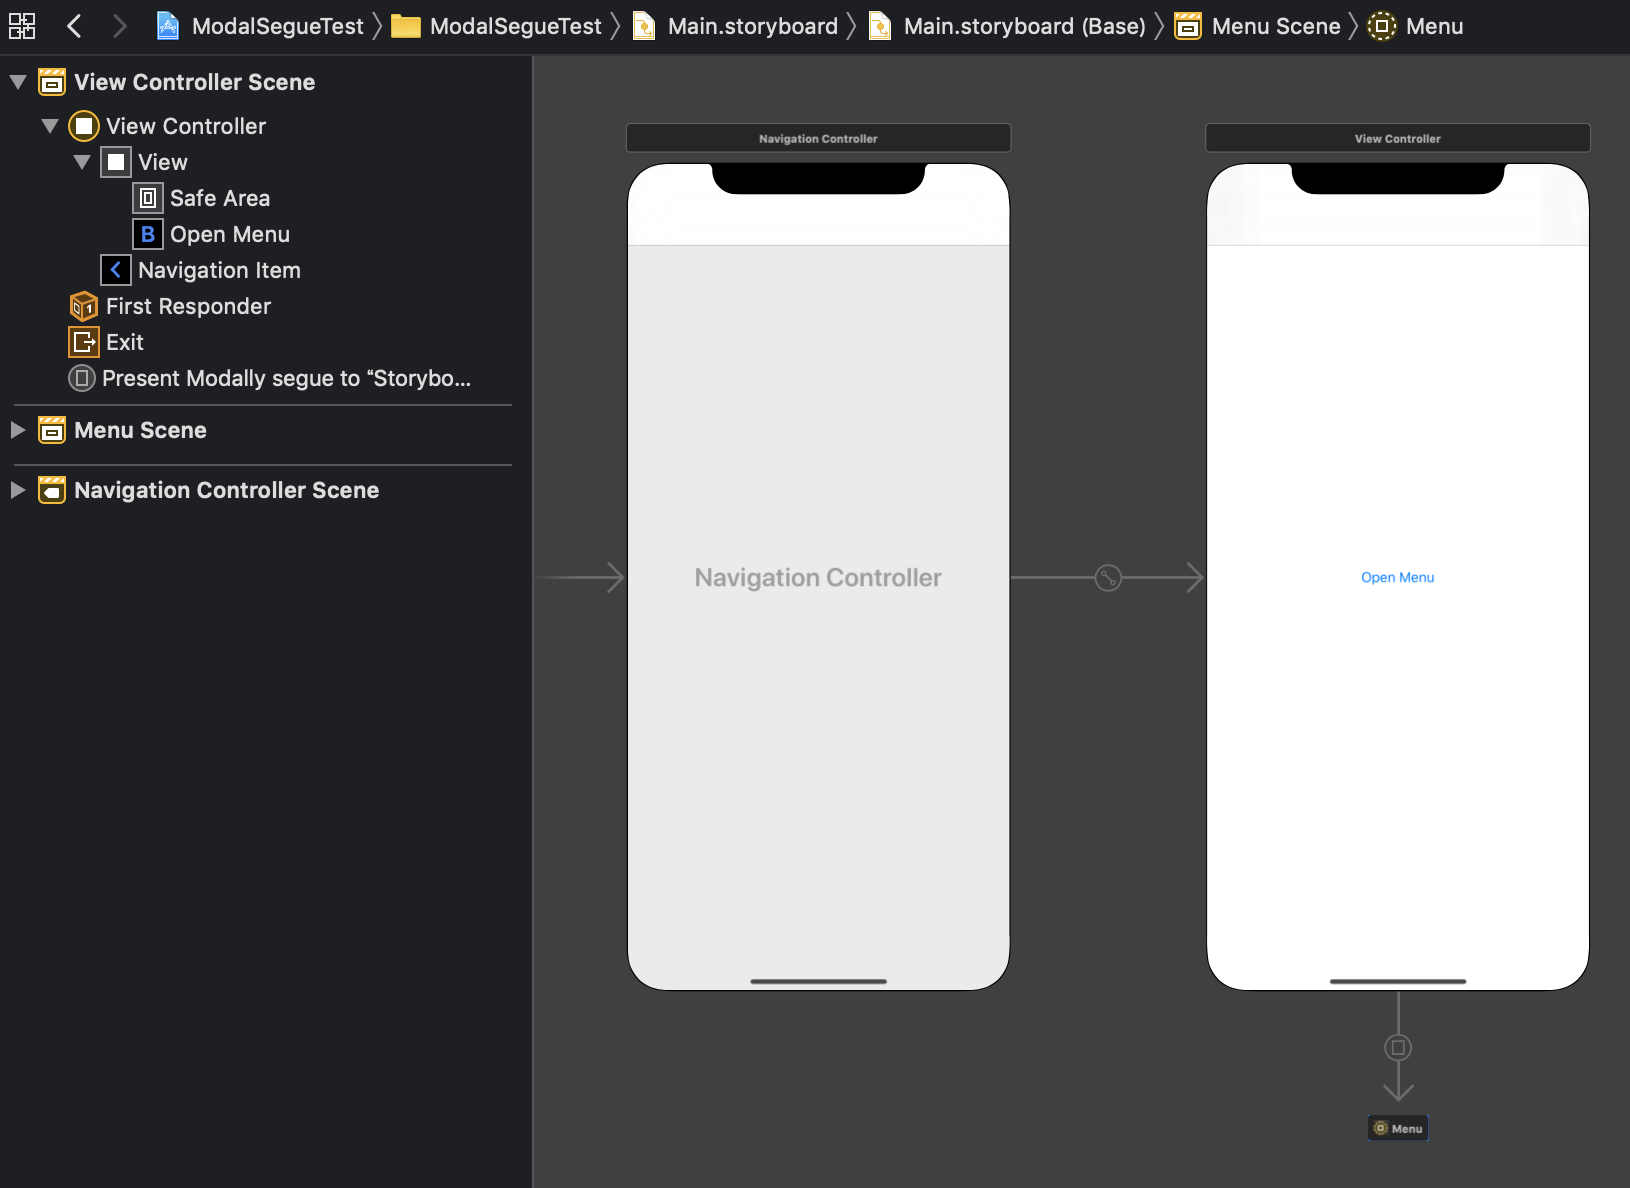 ModalSegueTest
ModalSegueTest
Main.storyboard
Main.storyboard (Base)
Menu Scene
Menu
View Controller Scene
View Controller
View
Safe Area
B
Open Menu
Navigation Item
1
First Responder
Exit
Present Modally segue to “Storybo...
Menu Scene
Navigation Controller Scene
Navigation Controller
Navigation Controller
View Controller
Open Menu
Menu